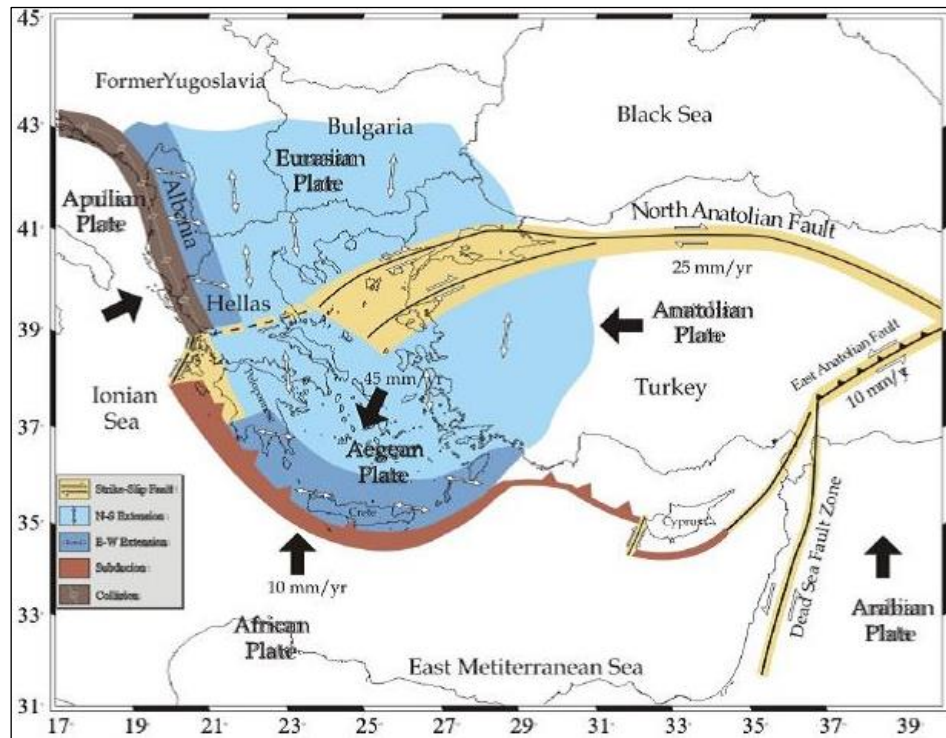 45
43
41
39
37
35
33
31
17
19
21
23
25
27
29
31
33
35
37
39
FormerYugoslavia
Bulgaria
Black Sea
Eurasian
Plate
Apulian
Plate
Albania
North Anatolian Fault
25 mm/yr
Hellas
Anatolian
Plate
East Anatolian Fault
10 mm/yr
Ionian
Sea
Peloponnese
45 mm/yr
Turkey
Aegean
Plate
Crete
Cyprus
Strike-Slip Fault
N-S Extension
E-W Extension
Subducion
Collision
10 mm/yr
African
Plate
East Metiterranean Sea
Dead Sea Fault Zone
Arabian
Plate